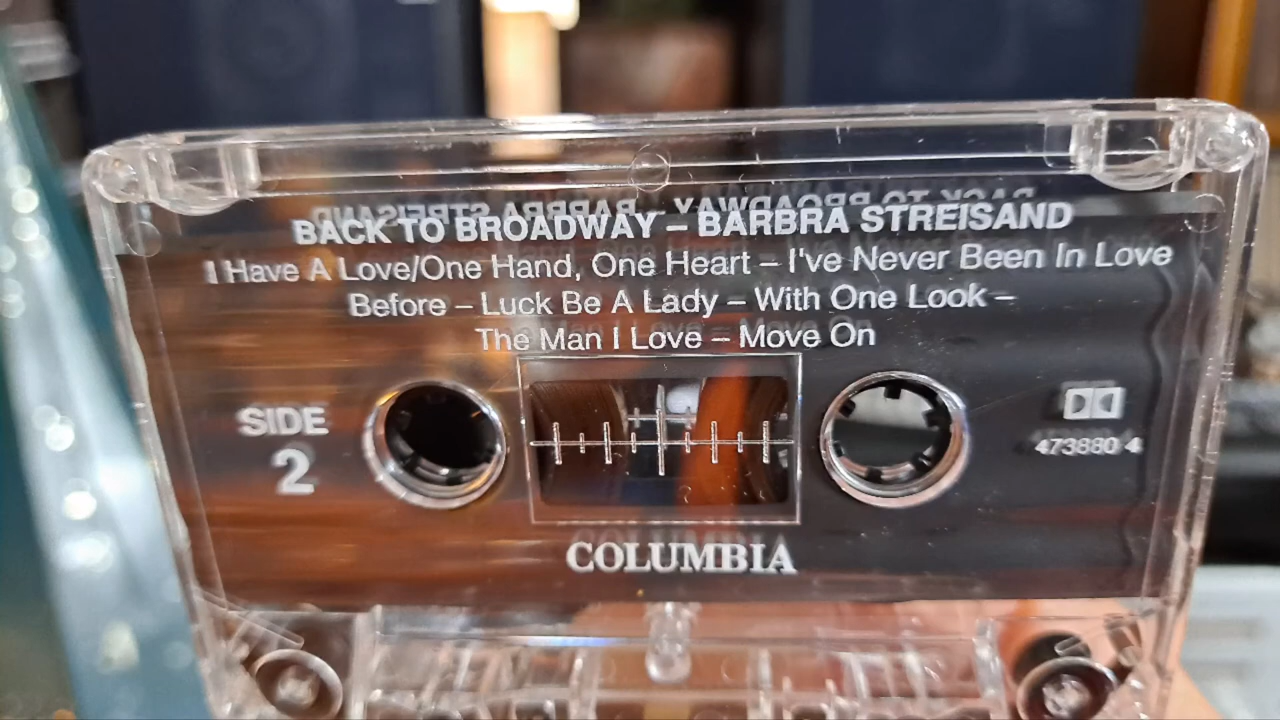 BACK TO BROADWAY – BARBRA STREISAND
I Have A Love/One Hand, One Heart – I've Never Been In Love
Before – Luck Be A Lady – With One Look –
The Man I Love – Move On
SIDE
2
473880 4
COLUMBIA